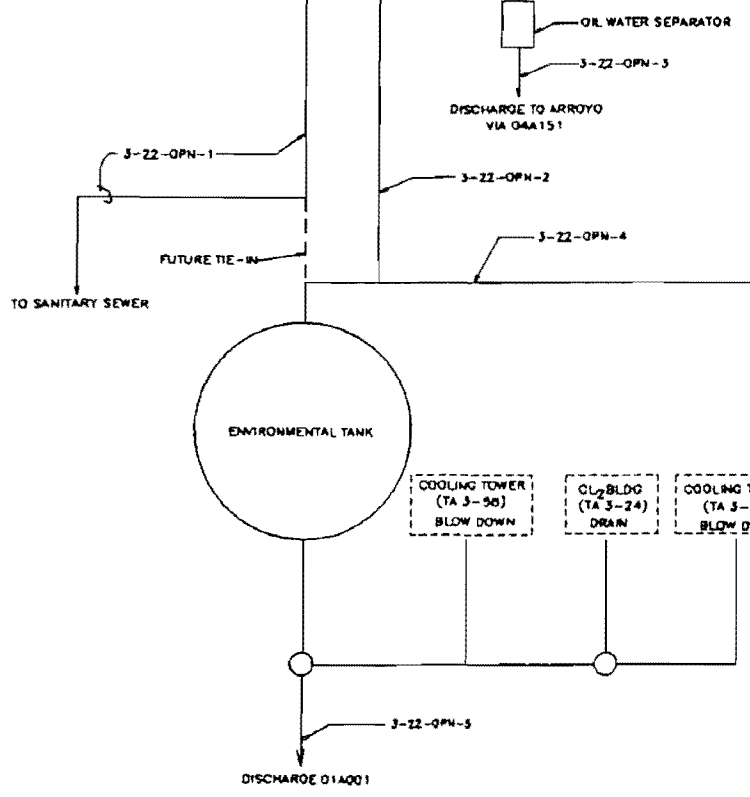 OIL WATER SEPARATOR
3-22-OPN-3
DISCHARGE TO ARROYO
VIA 04A151
3-22-OPN-1
3-22-OPN-2
3-22-OPN-4
FUTURE TIE-IN
TO SANITARY SEWER
ENVIRONMENTAL TANK
COOLING TOWER
(TA 3-58)
BLOW DOWN
CL2 BLDG
(TA 3-24)
DRAIN
COOLING T
(TA 3-
BLOW D
3-22-OPN-5
DISCHARGE 01A001